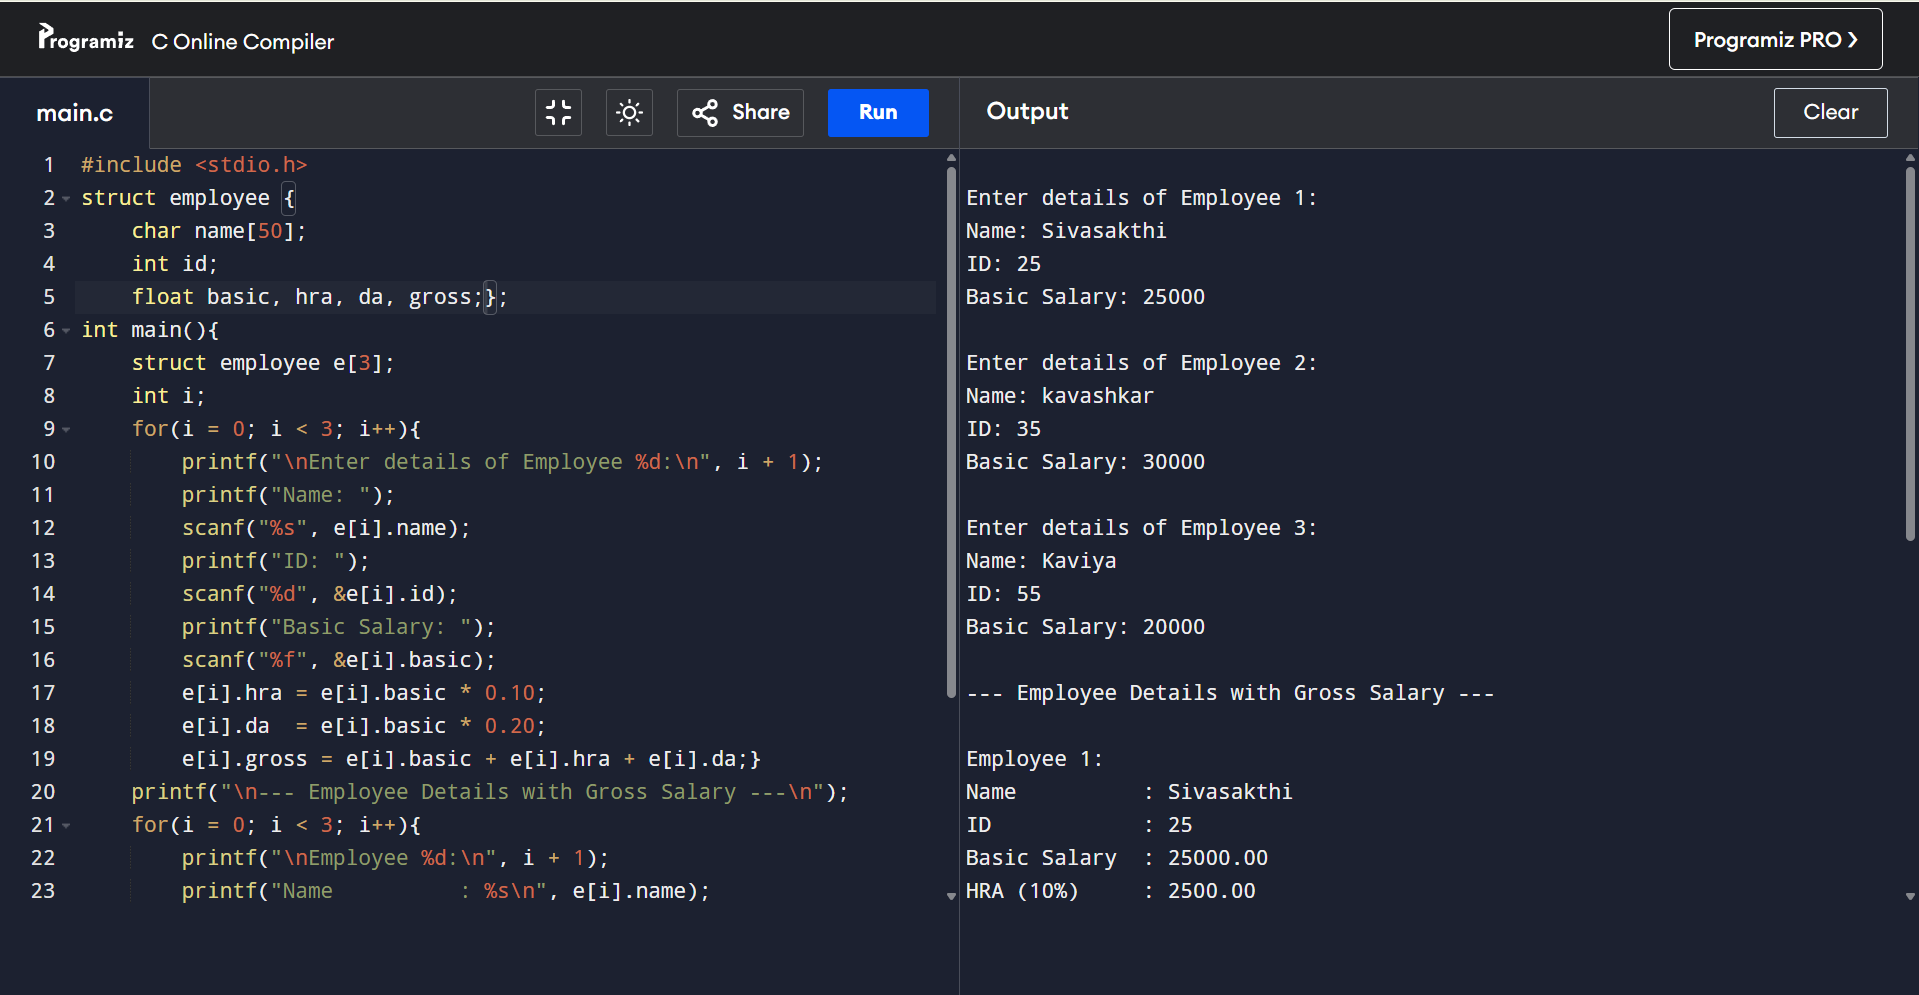 Programiz C Online Compiler
Programiz PRO ❯
main.c
Share
Run
Output
Clear
1 #include <stdio.h>
2 struct employee {
3     char name[50];
4     int id;
5     float basic, hra, da, gross;};
6 int main(){
7     struct employee e[3];
8     int i;
9     for(i = 0; i < 3; i++){
10         printf("\nEnter details of Employee %d:\n", i + 1);
11         printf("Name: ");
12         scanf("%s", e[i].name);
13         printf("ID: ");
14         scanf("%d", &e[i].id);
15         printf("Basic Salary: ");
16         scanf("%f", &e[i].basic);
17         e[i].hra = e[i].basic * 0.10;
18         e[i].da  = e[i].basic * 0.20;
19         e[i].gross = e[i].basic + e[i].hra + e[i].da;}
20     printf("\n--- Employee Details with Gross Salary ---\n");
21     for(i = 0; i < 3; i++){
22         printf("\nEmployee %d:\n", i + 1);
23         printf("Name          : %s\n", e[i].name);
Enter details of Employee 1:
Name: Sivasakthi
ID: 25
Basic Salary: 25000
Enter details of Employee 2:
Name: kavashkar
ID: 35
Basic Salary: 30000
Enter details of Employee 3:
Name: Kaviya
ID: 55
Basic Salary: 20000
--- Employee Details with Gross Salary ---
Employee 1:
Name          : Sivasakthi
ID            : 25
Basic Salary  : 25000.00
HRA (10%)     : 2500.00